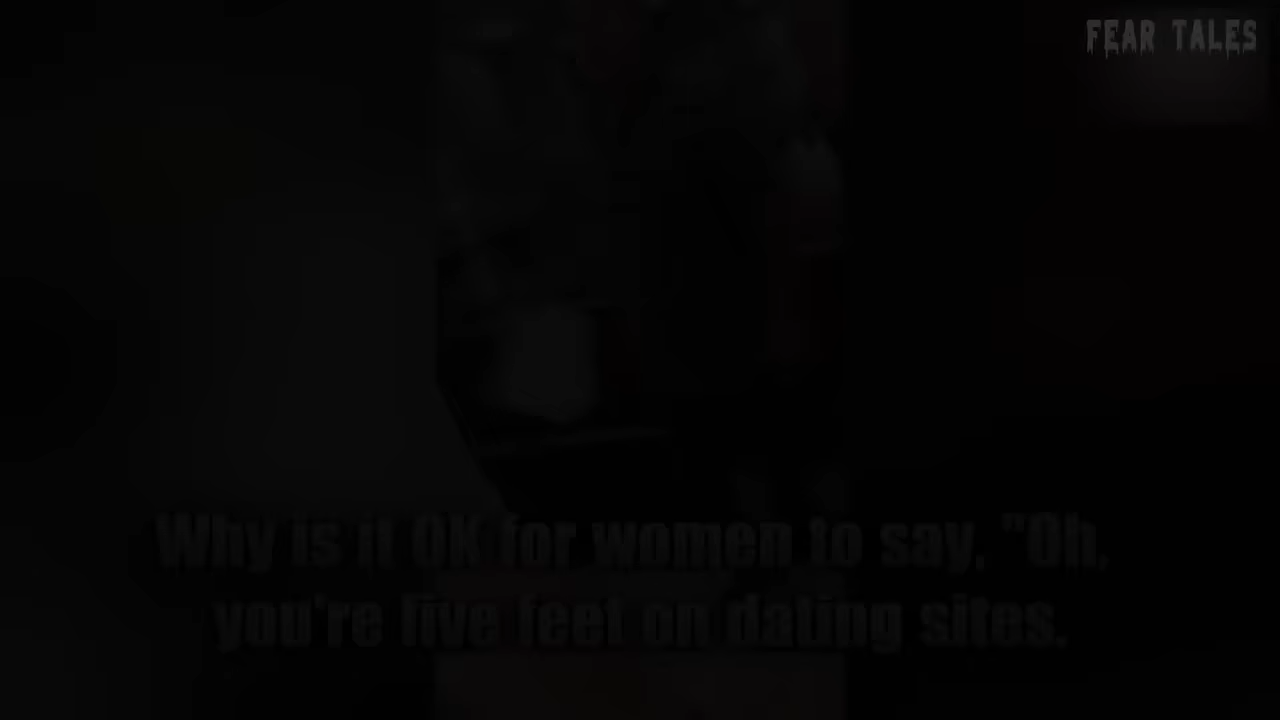 FEAR TALES
Why is it OK for women to say, "Oh,
you're five feet on dating sites.